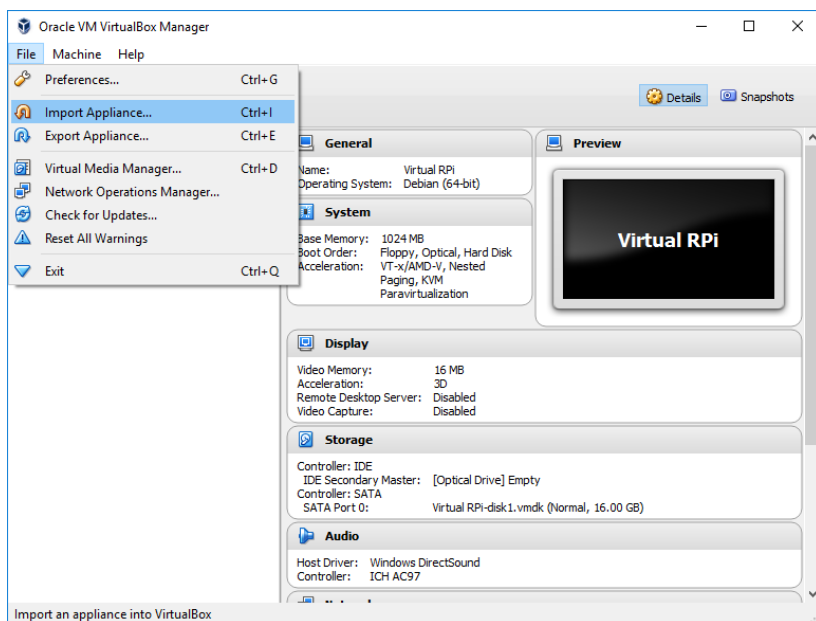 Oracle VM VirtualBox Manager
File Machine Help
Preferences... Ctrl+G
Import Appliance... Ctrl+I
Export Appliance... Ctrl+E
Virtual Media Manager... Ctrl+D
Network Operations Manager...
Check for Updates...
Reset All Warnings
Exit Ctrl+Q
Details Snapshots
General
Name: Virtual RPi
Operating System: Debian (64-bit)
System
Base Memory: 1024 MB
Boot Order: Floppy, Optical, Hard Disk
Acceleration: VT-x/AMD-V, Nested
Paging, KVM
Paravirtualization
Preview
Virtual RPi
Display
Video Memory: 16 MB
Acceleration: 3D
Remote Desktop Server: Disabled
Video Capture: Disabled
Storage
Controller: IDE
IDE Secondary Master: [Optical Drive] Empty
Controller: SATA
SATA Port 0: Virtual RPi-disk1.vmdk (Normal, 16.00 GB)
Audio
Host Driver: Windows DirectSound
Controller: ICH AC97
Import an appliance into VirtualBox